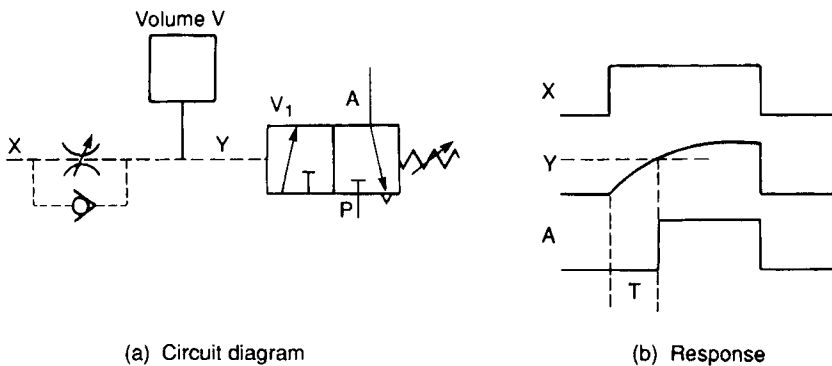 Volume V
X
Y
V1
A
P
(a) Circuit diagram
X
Y
A
T
(b) Response